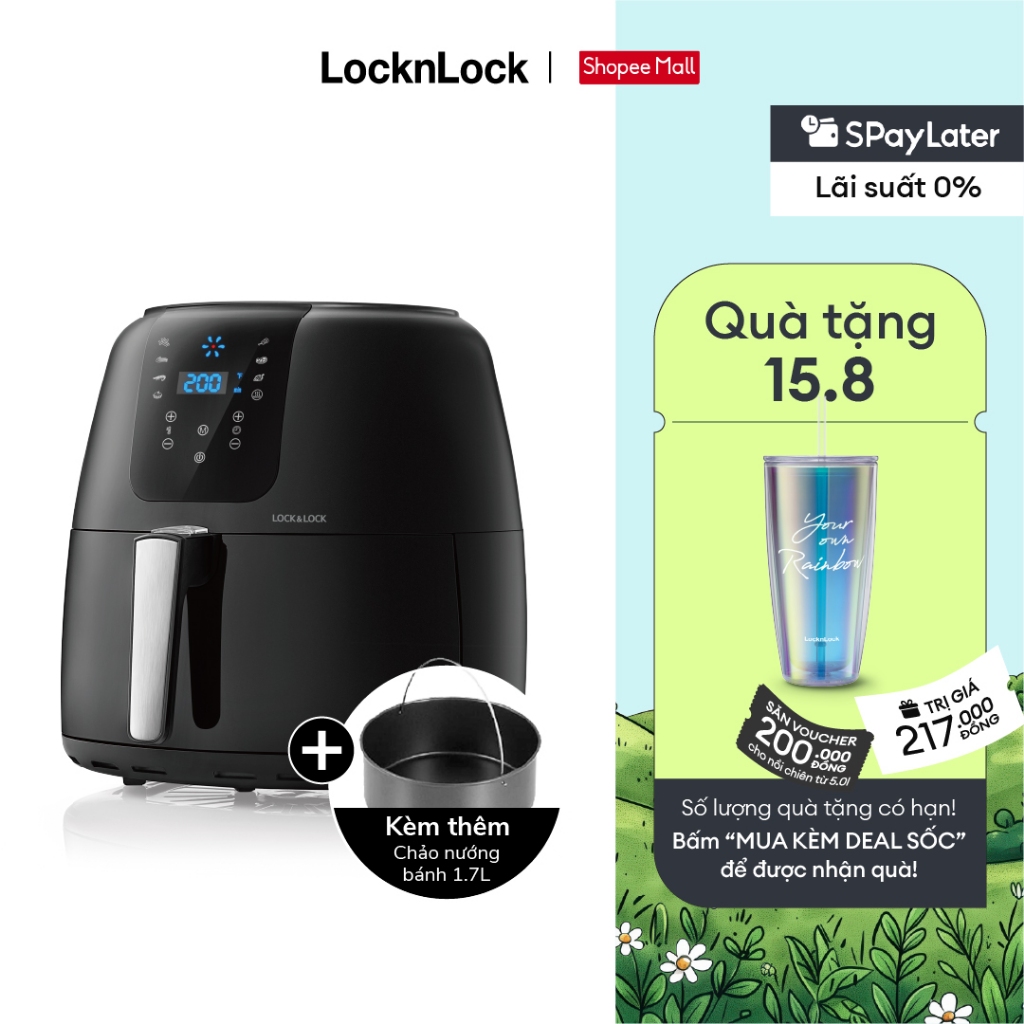 LocknLock
Shopee Mall
SPayLater
Lãi suất 0%
Quà tặng
15.8
200
M
LOCK&LOCK
Your
own
Rainbow
LocknLock
SĂN VOUCHER
200.000
ĐỒNG
cho nồi chiên từ 5.0l
TRỊ GIÁ
217.000
ĐỒNG
Kèm thêm
Chảo nướng
bánh 1.7L
Số lượng quà tặng có hạn!
Bấm “MUA KÈM DEAL SỐC”
để được nhận quà!